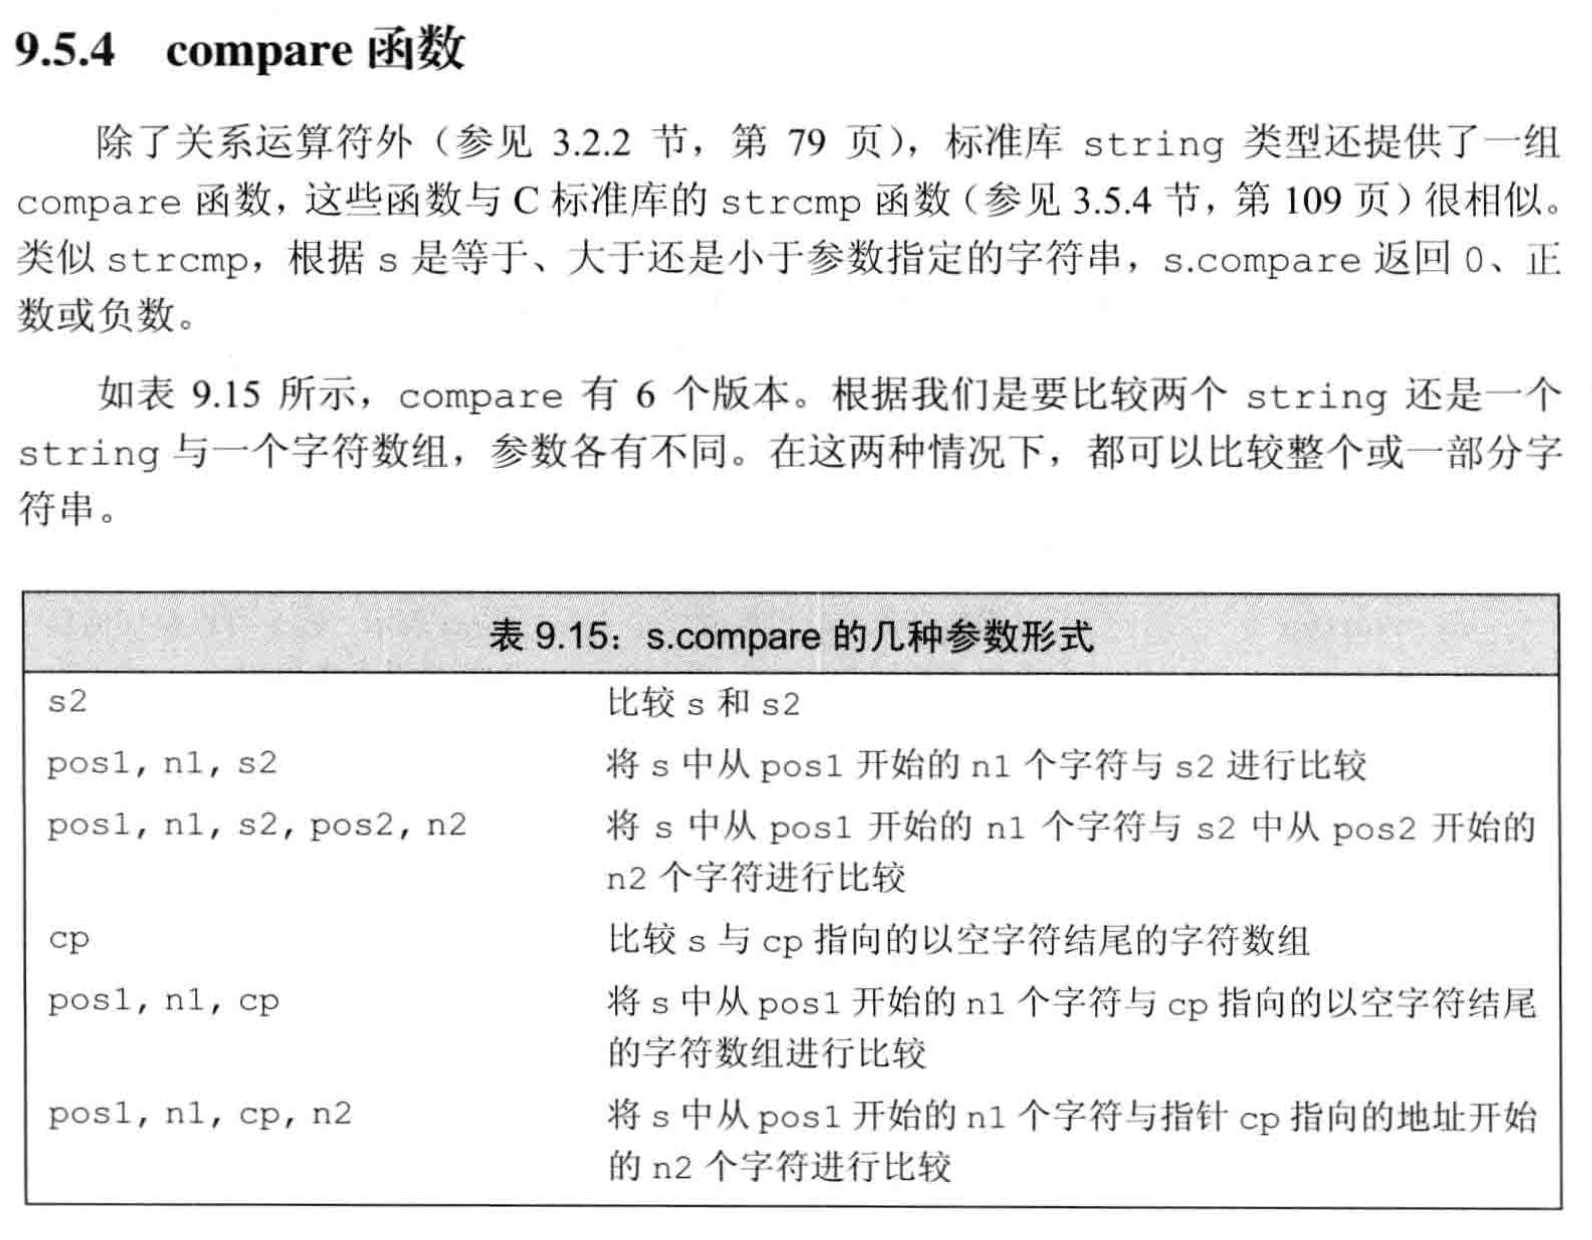 9.5.4 compare 函数
除了关系运算符外（参见 3.2.2 节，第 79 页），标准库 string 类型还提供了一组
compare 函数，这些函数与 C 标准库的 strcmp 函数（参见 3.5.4 节，第 109 页）很相似。
类似 strcmp，根据 s 是等于、大于还是小于参数指定的字符串，s.compare 返回 0、正
数或负数。
如表 9.15 所示，compare 有 6 个版本。根据我们是要比较两个 string 还是一个
string 与一个字符数组，参数各有不同。在这两种情况下，都可以比较整个或一部分字
符串。
表 9.15：s.compare 的几种参数形式
s2 比较 s 和 s2
pos1, n1, s2 将 s 中从 pos1 开始的 n1 个字符与 s2 进行比较
pos1, n1, s2, pos2, n2 将 s 中从 pos1 开始的 n1 个字符与 s2 中从 pos2 开始的
n2 个字符进行比较
cp 比较 s 与 cp 指向的以空字符结尾的字符数组
pos1, n1, cp 将 s 中从 pos1 开始的 n1 个字符与 cp 指向的以空字符结尾
的字符数组进行比较
pos1, n1, cp, n2 将 s 中从 pos1 开始的 n1 个字符与指针 cp 指向的地址开始
的 n2 个字符进行比较